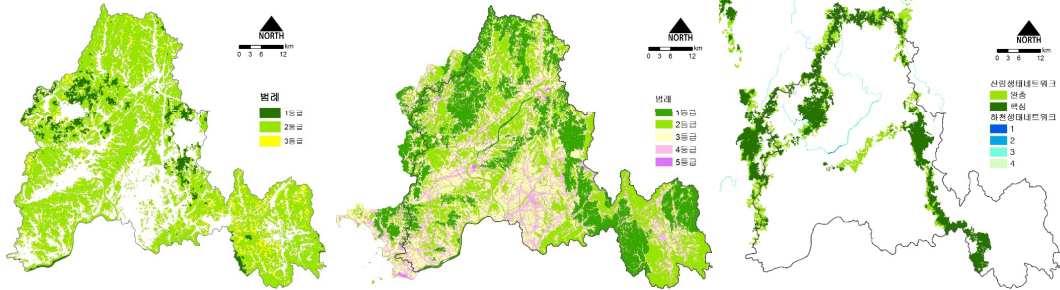 NORTH
km
0 3 6 12
범례
1등급
2등급
3등급
NORTH
km
0 3 6 12
범례
1등급
2등급
3등급
4등급
5등급
NORTH
km
0 3 6 12
산림생태네트워크
완충
핵심
하천생태네트워크
1
2
3
4